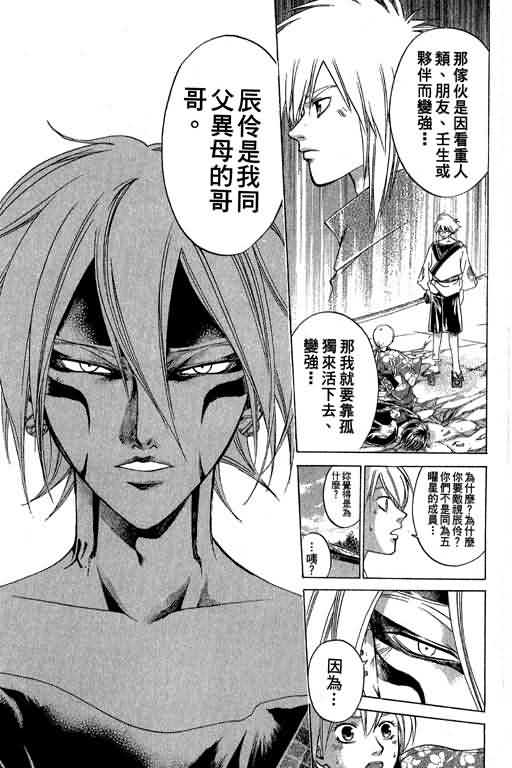 那傢伙是因看重人
類、朋友、壬生或
夥伴而變強…
那我就要靠孤
獨來活下去、
變強…
為什麼?為什麼
你要敵視辰伶?
你們不是同為五
曜星的成員…
妳覺得是為
什麼?
…咦?
因為…
辰伶是我同
父異母的哥
哥。